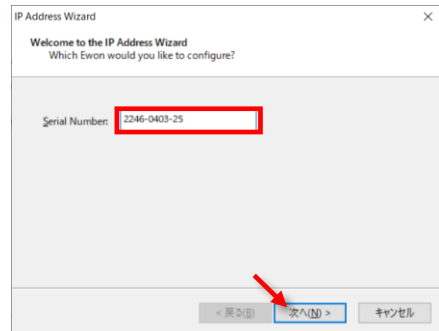 IP Address Wizard
Welcome to the IP Address Wizard
Which Ewon would you like to configure?
Serial Number: 2246-0403-25
< 戻る(B) 次へ(N) > キャンセル